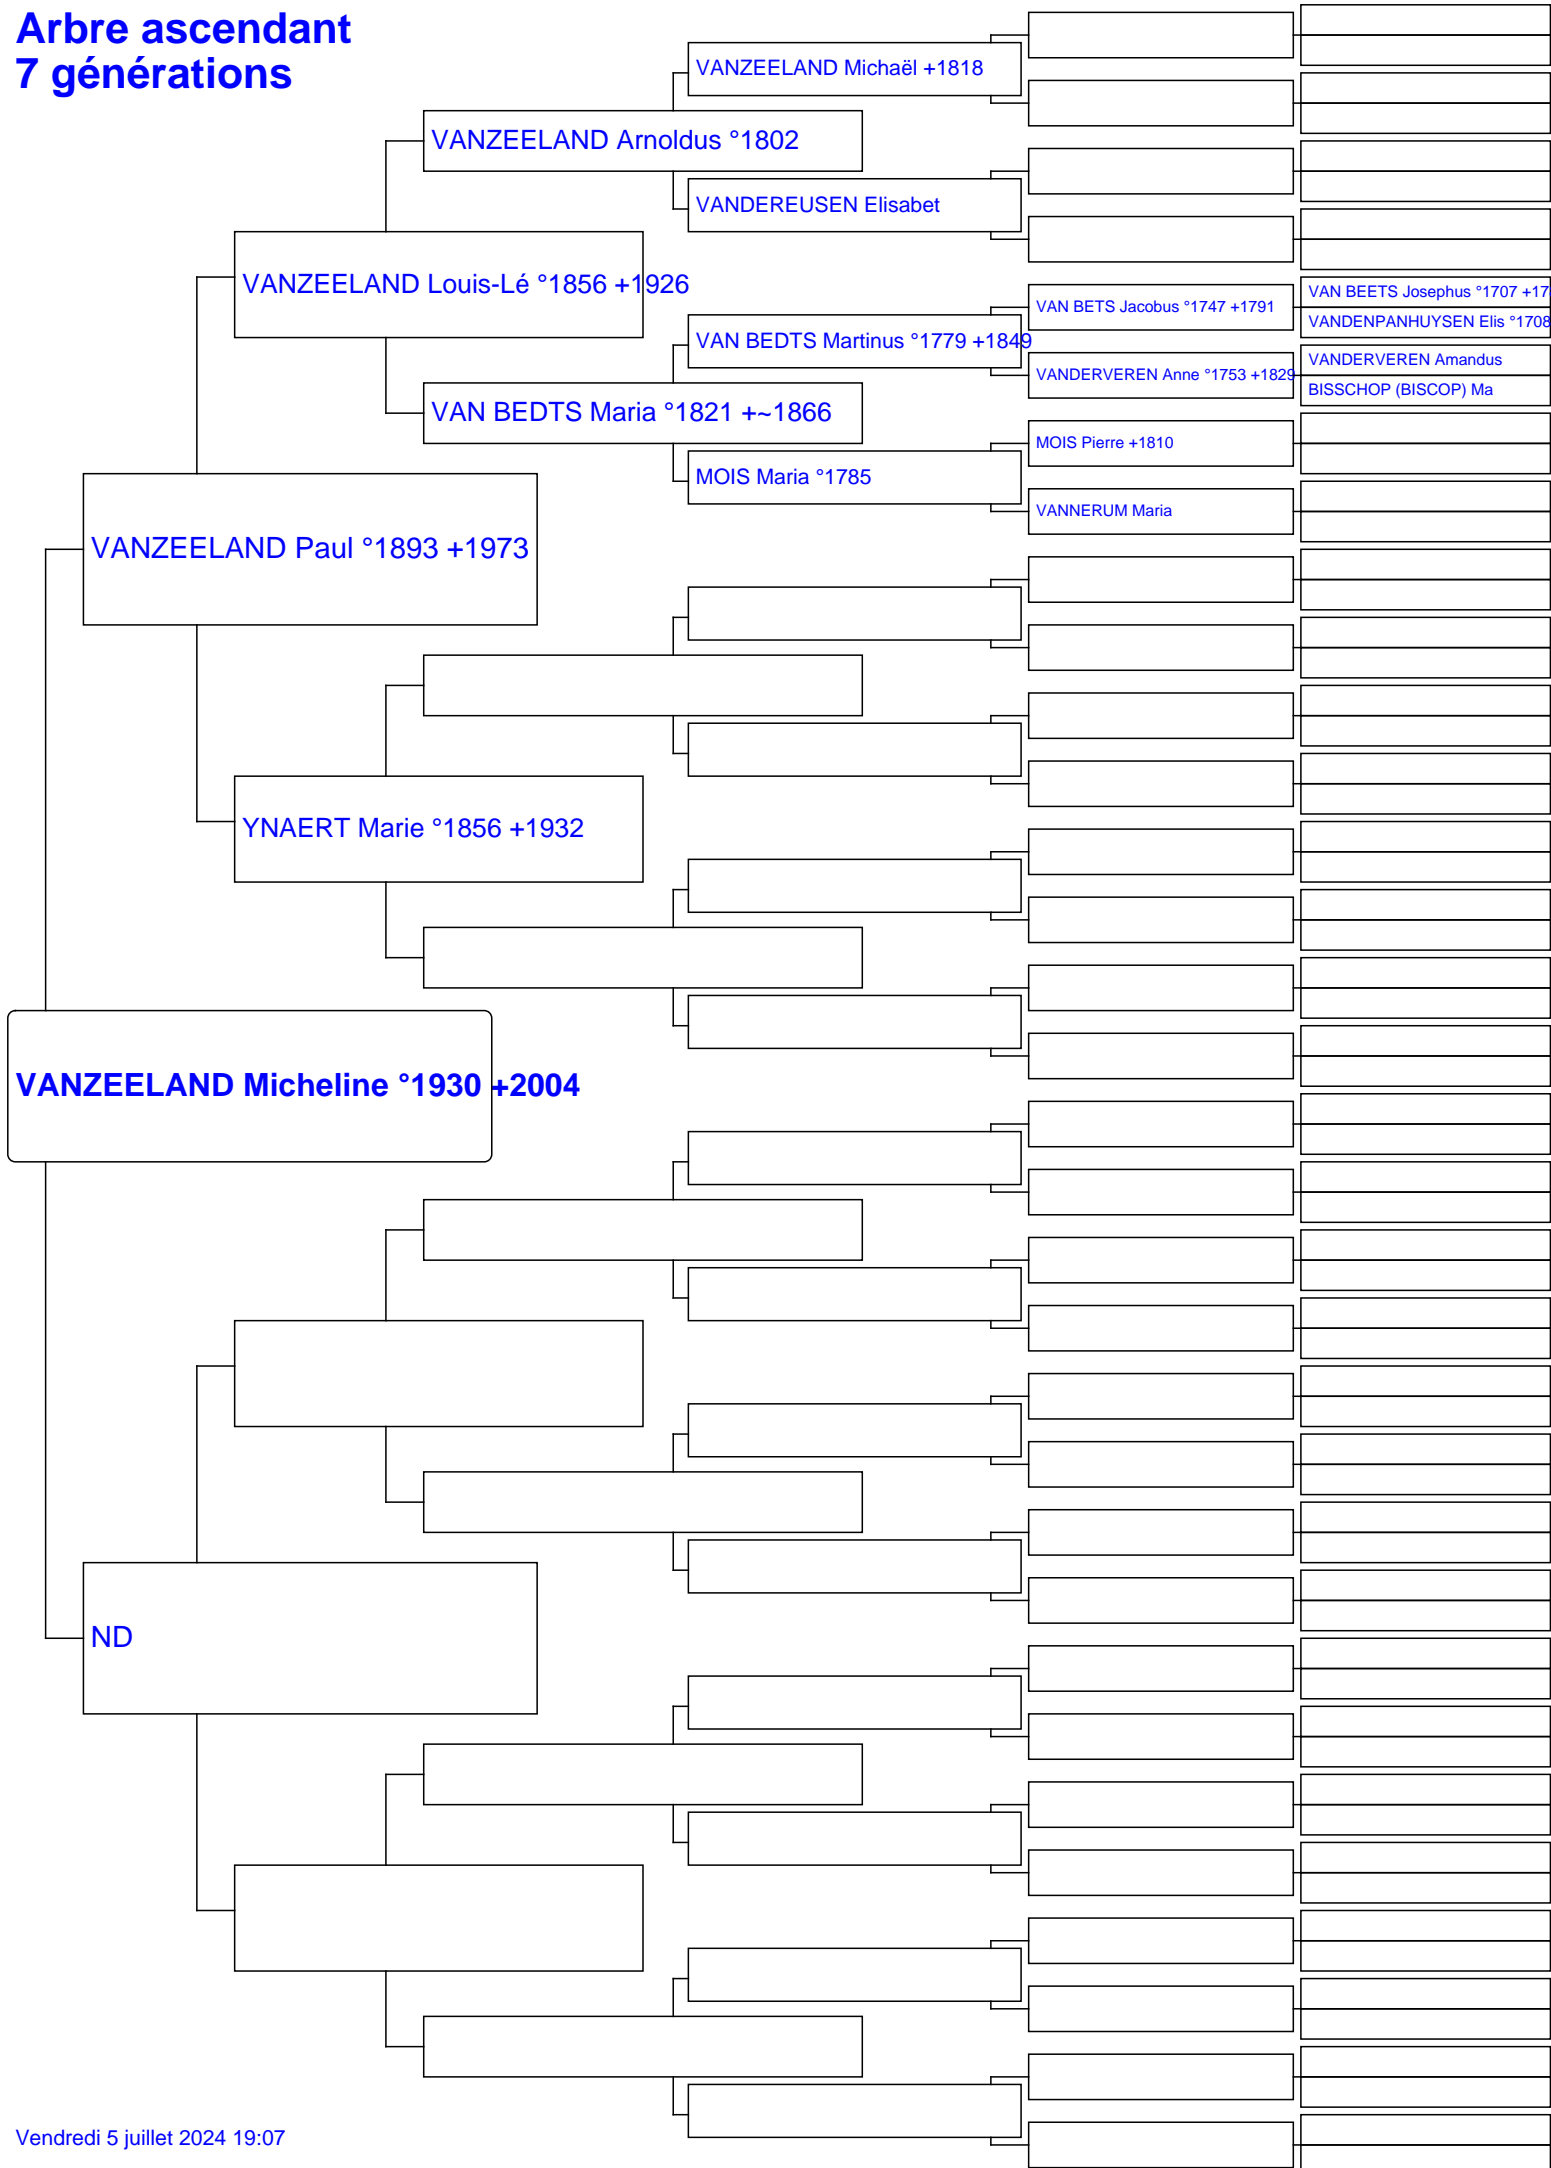 Arbre ascendant
7 générations
VANZEELAND Michaël +1818
VANZEELAND Arnoldus °1802
VANDEREUSEN Elisabet
VANZEELAND Louis-Lé °1856 +1926
VAN BEETS Josephus °1707 +17
VAN BETS Jacobus °1747 +1791
VANDENPANHUYSEN Elis °1708
VAN BEDTS Martinus °1779 +1849
VANDERVEREN Amandus
VANDERVEREN Anne °1753 +1829
BISSCHOP (BISCOP) Ma
VAN BEDTS Maria °1821 +~1866
MOIS Pierre +1810
MOIS Maria °1785
VANNERUM Maria
VANZEELAND Paul °1893 +1973
YNAERT Marie °1856 +1932
VANZEELAND Micheline °1930 +2004
ND
Vendredi 5 juillet 2024 19:07